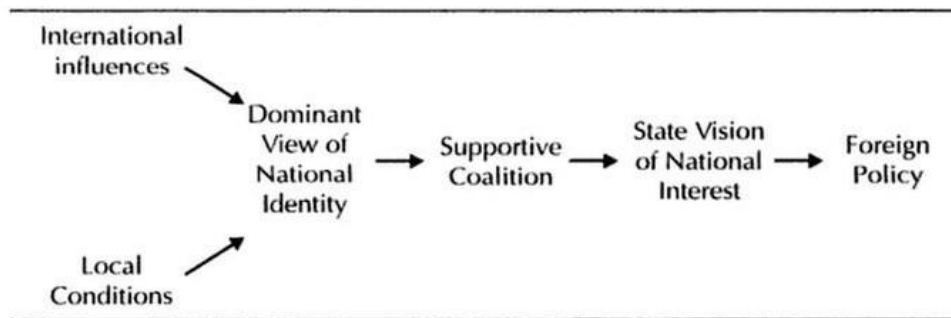 International
influences
Dominant
View of
National
Identity
Supportive
Coalition
State Vision
of National
Interest
Foreign
Policy
Local
Conditions